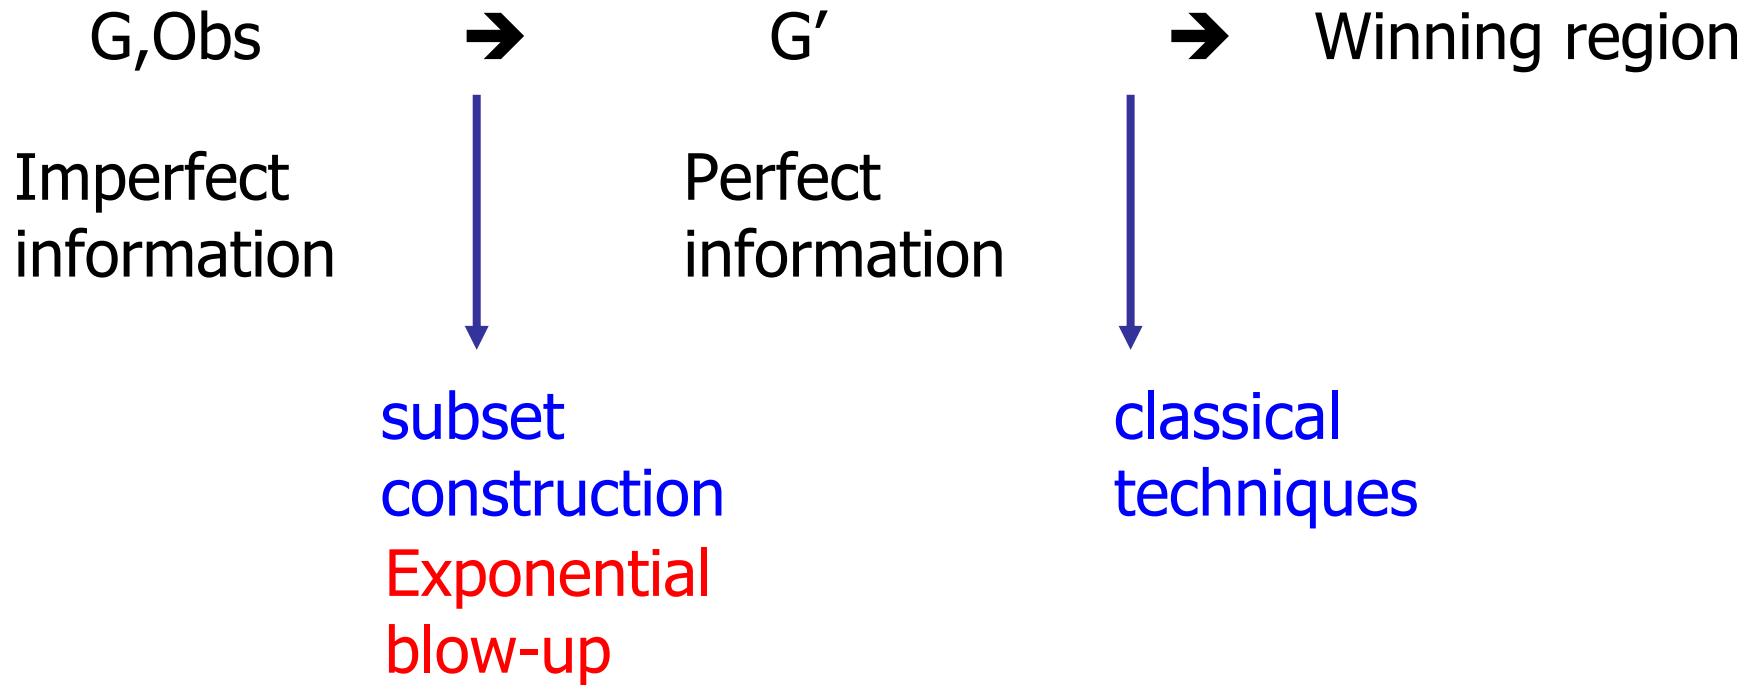 G,Obs ➔ G′ ➔ Winning region
Imperfect
information
Perfect
information
subset
construction
Exponential
blow-up
classical
techniques